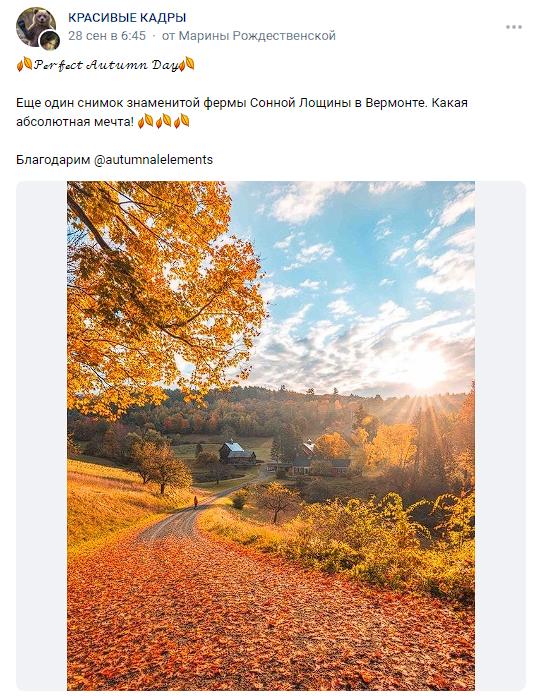 КРАСИВЫЕ КАДРЫ
28 сен в 6:45 · от Марины Рождественской
🍂𝓟𝓮𝓻𝓯𝓮𝓬𝓽 𝓐𝓾𝓽𝓾𝓶𝓷 𝓓𝓪𝔂🍂
Еще один снимок знаменитой фермы Сонной Лощины в Вермонте. Какая
абсолютная мечта! 🍂🍂🍂
Благодарим @autumnalelements